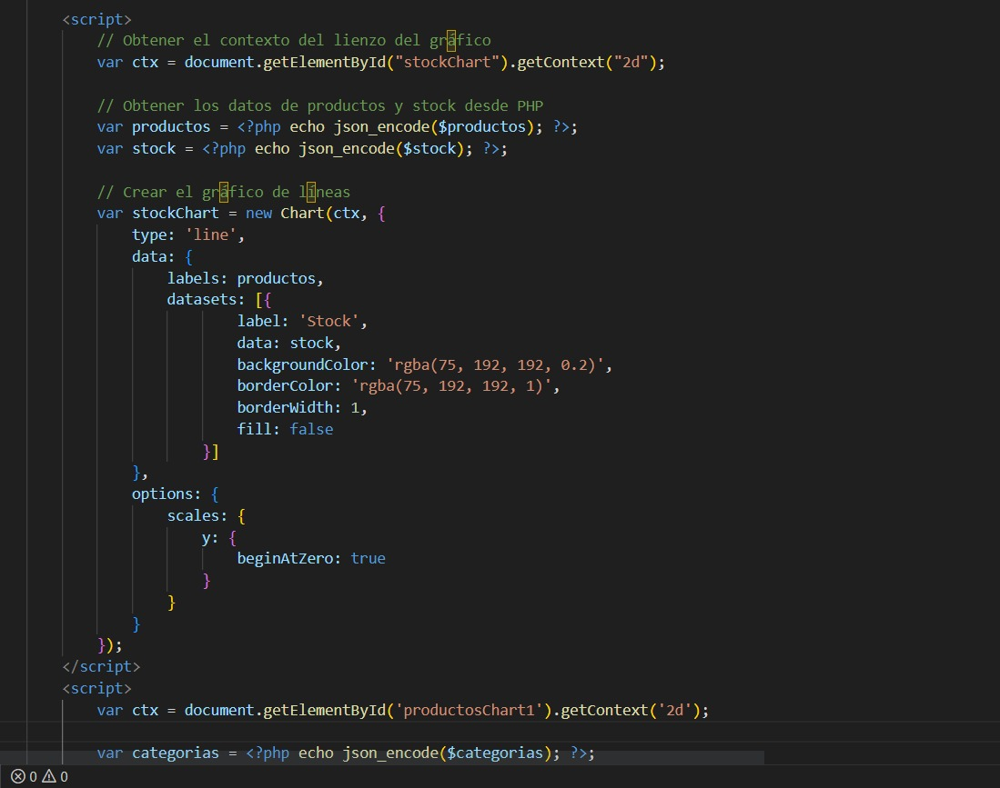 <script>
// Obtener el contexto del lienzo del gráfico
var ctx = document.getElementById("stockChart").getContext("2d");
// Obtener los datos de productos y stock desde PHP
var productos = <?php echo json_encode($productos); ?>;
var stock = <?php echo json_encode($stock); ?>;
// Crear el gráfico de líneas
var stockChart = new Chart(ctx, {
type: 'line',
data: {
labels: productos,
datasets: [{
label: 'Stock',
data: stock,
backgroundColor: 'rgba(75, 192, 192, 0.2)',
borderColor: 'rgba(75, 192, 192, 1)',
borderWidth: 1,
fill: false
}]
},
options: {
scales: {
y: {
beginAtZero: true
}
}
}
});
</script>
<script>
var ctx = document.getElementById('productosChart1').getContext('2d');
var categorias = <?php echo json_encode($categorias); ?>;
0 0